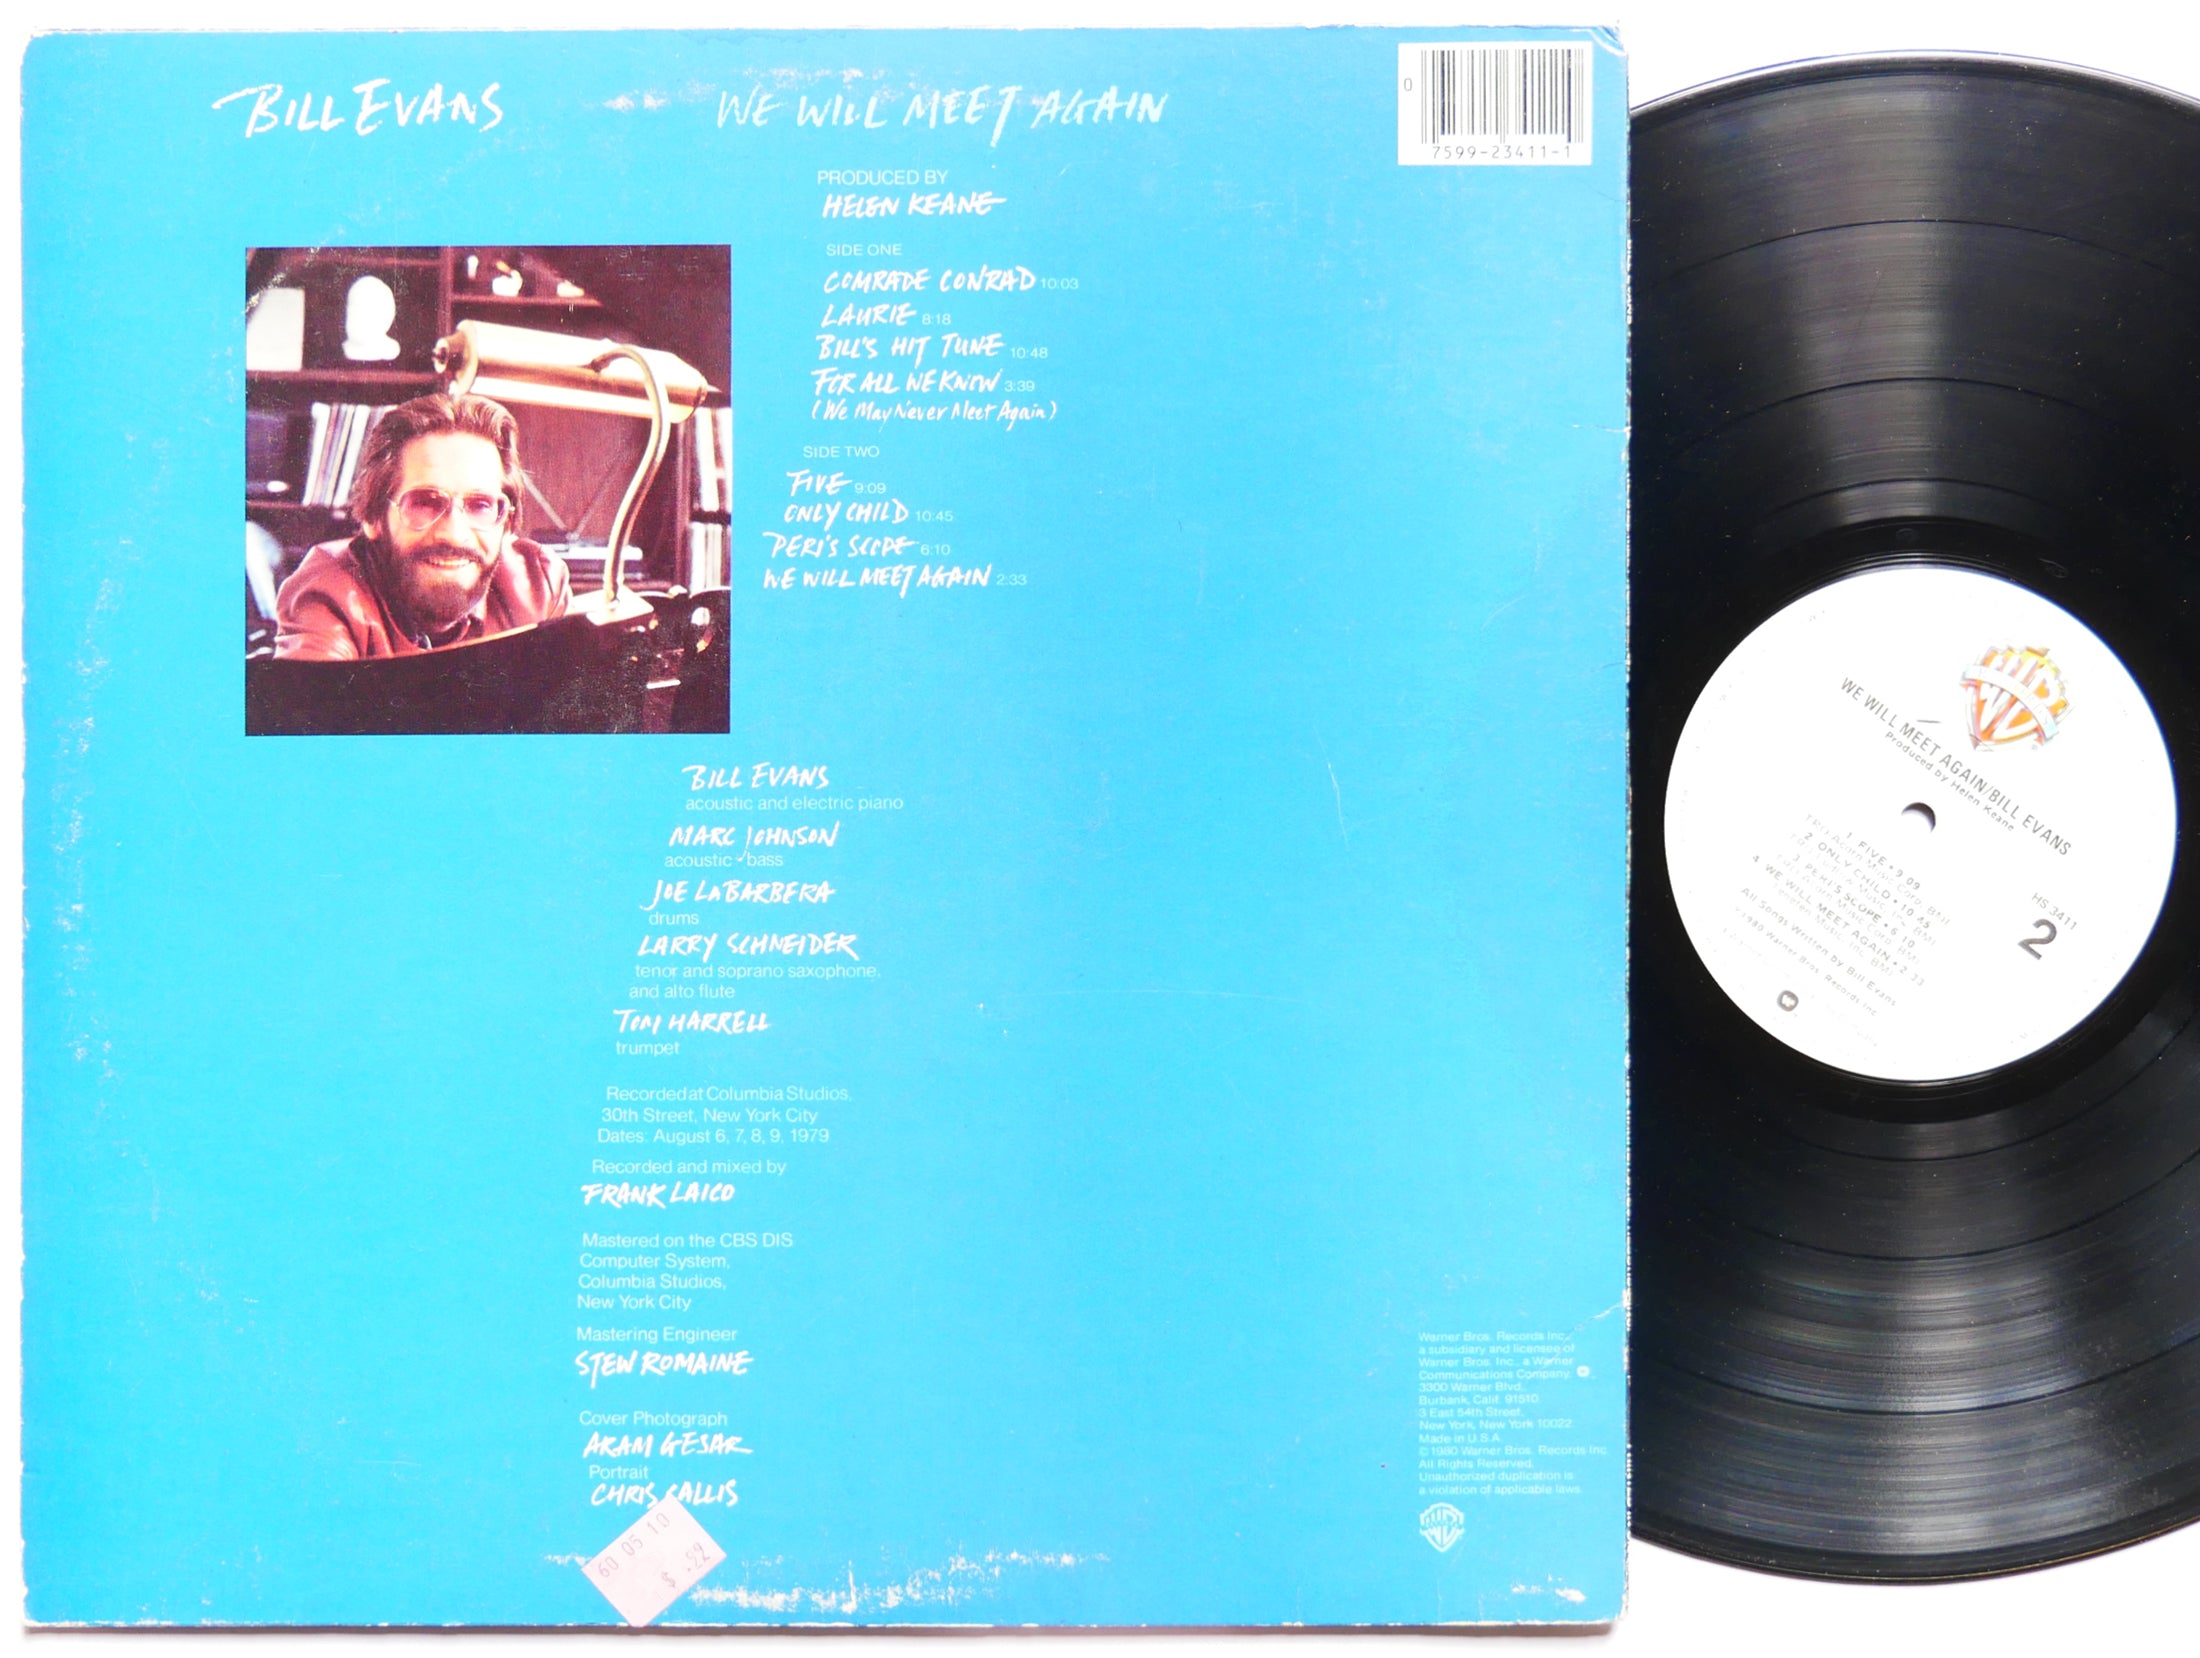 BILL EVANS
WE WILL MEET AGAIN
0
7599-23411-1
PRODUCED BY
HELEN KEANE
SIDE ONE
COMRADE CONRAD 10:03
LAURIE 8:18
BILL'S HIT TUNE 10:48
FOR ALL WE KNOW 3:39
(We May Never Meet Again)
SIDE TWO
FIVE 9:09
ONLY CHILD 10:45
PERI'S SCOPE 6:10
WE WILL MEET AGAIN 2:33
BILL EVANS
acoustic and electric piano
MARC JOHNSON
acoustic bass
JOE LaBARBERA
drums
LARRY SCHNEIDER
tenor and soprano saxophone,
and alto flute
TOM HARRELL
trumpet
Recorded at Columbia Studios,
30th Street, New York City
Dates: August 6, 7, 8, 9, 1979
Recorded and mixed by
FRANK LAICO
Mastered on the CBS DIS
Computer System,
Columbia Studios,
New York City
Mastering Engineer
STEW ROMAINE
Cover Photograph
ARAM GESAR
Portrait
CHRIS CALLIS
60 05 10
$ .22
Warner Bros. Records Inc.,
a subsidiary and licensee of
Warner Bros. Inc., a Warner
Communications Company.
3300 Warner Blvd.,
Burbank, Calif. 91510
3 East 54th Street,
New York, New York 10022
Made in U.S.A.
©1980 Warner Bros. Records Inc.
All Rights Reserved.
Unauthorized duplication is
a violation of applicable laws.
WE WILL MEET AGAIN/BILL EVANS
Produced by Helen Keane
1. FIVE • 9:09
2. ONLY CHILD • 10:45
3. PERI'S SCOPE • 6:10
4. WE WILL MEET AGAIN • 2:33
All Songs Written by Bill Evans
1980 Warner Bros. Records Inc.
HS 3411
2